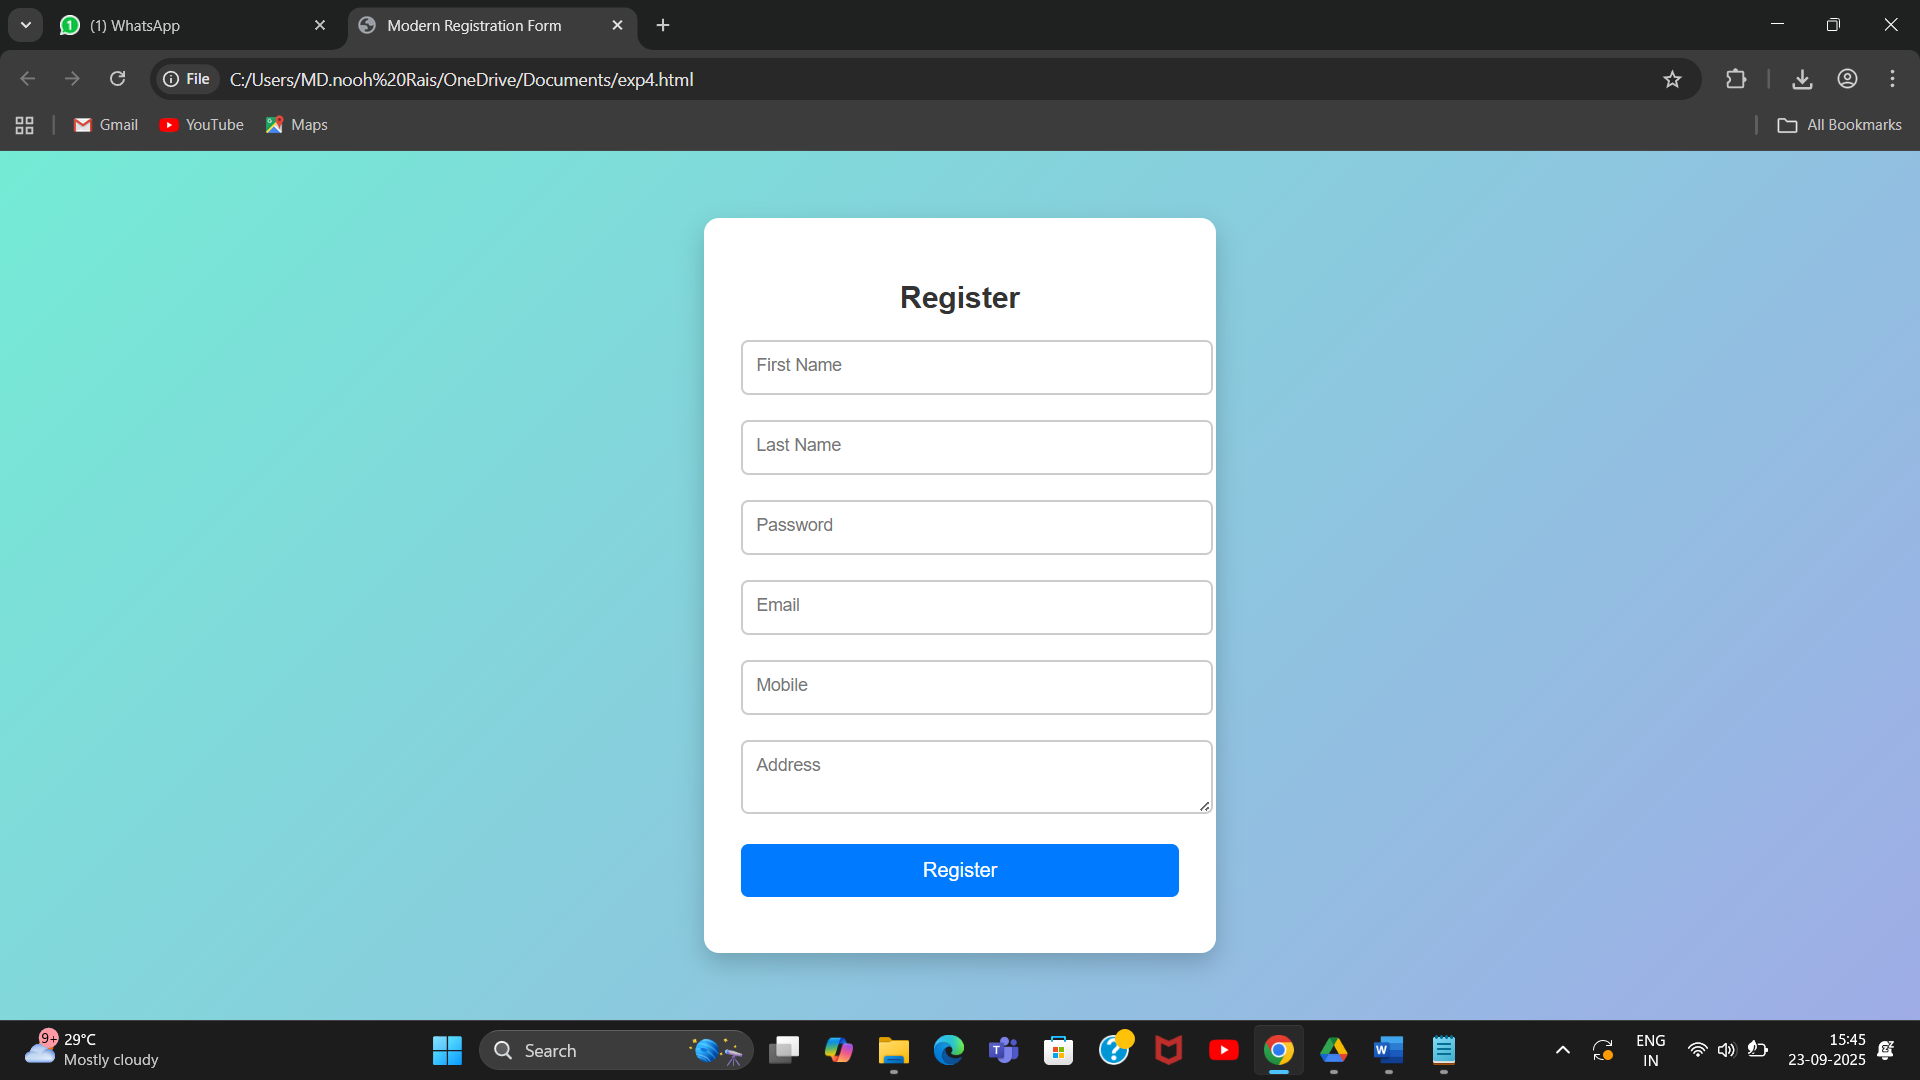 (1) WhatsApp
Modern Registration Form
File
C:/Users/MD.nooh%20Rais/OneDrive/Documents/exp4.html
Gmail
YouTube
Maps
All Bookmarks
Register
First Name
Last Name
Password
Email
Mobile
Address
Register
9+
29°C
Mostly cloudy
Search
ENG
IN
15:45
23-09-2025